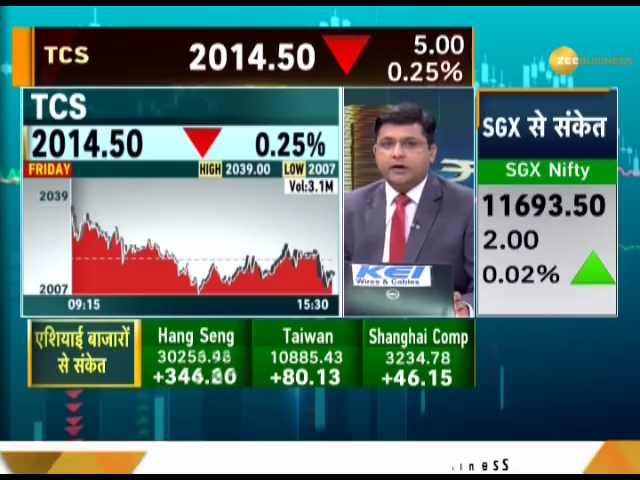 TCS
2014.50
5.00
0.25%
ZEE BUSINESS
TCS
2014.50
0.25%
FRIDAY
HIGH 2039.00 LOW 2007
Vol:3.1M
2039
2007
09:15
15:30
KEI
Wires & Cables
DELL
SGX से संकेत
SGX Nifty
11693.50
2.00
0.02%
एशियाई बाजारों
से संकेत
Hang Seng
+346.
Taiwan
10885.43
+80.13
Shanghai Comp
3234.78
+46.15